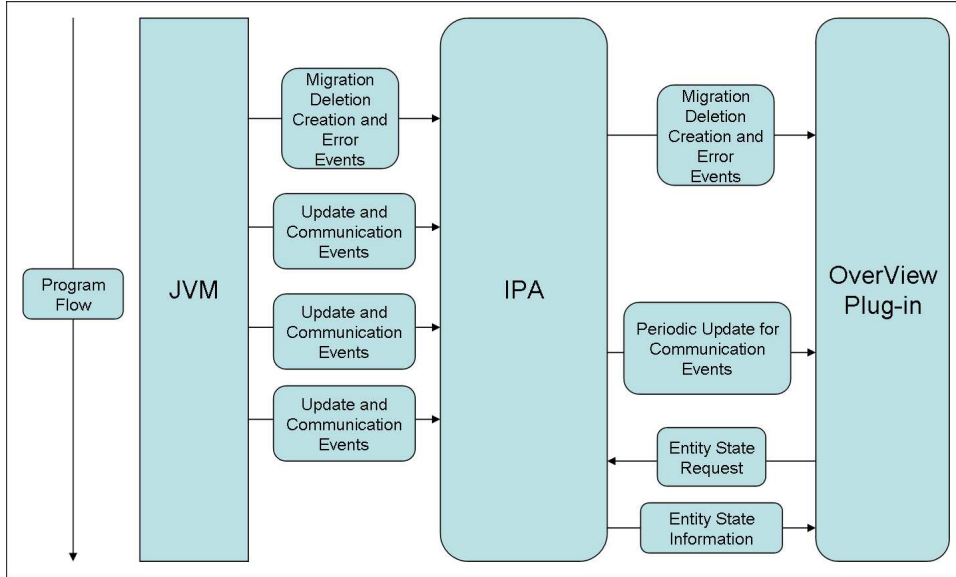 Migration
Deletion
Creation and
Error
Events
Migration
Deletion
Creation and
Error
Events
Update and
Communication
Events
Program
Flow
JVM
IPA
OverView
Plug-in
Update and
Communication
Events
Periodic Update for
Communication
Events
Update and
Communication
Events
Entity State
Request
Entity State
Information